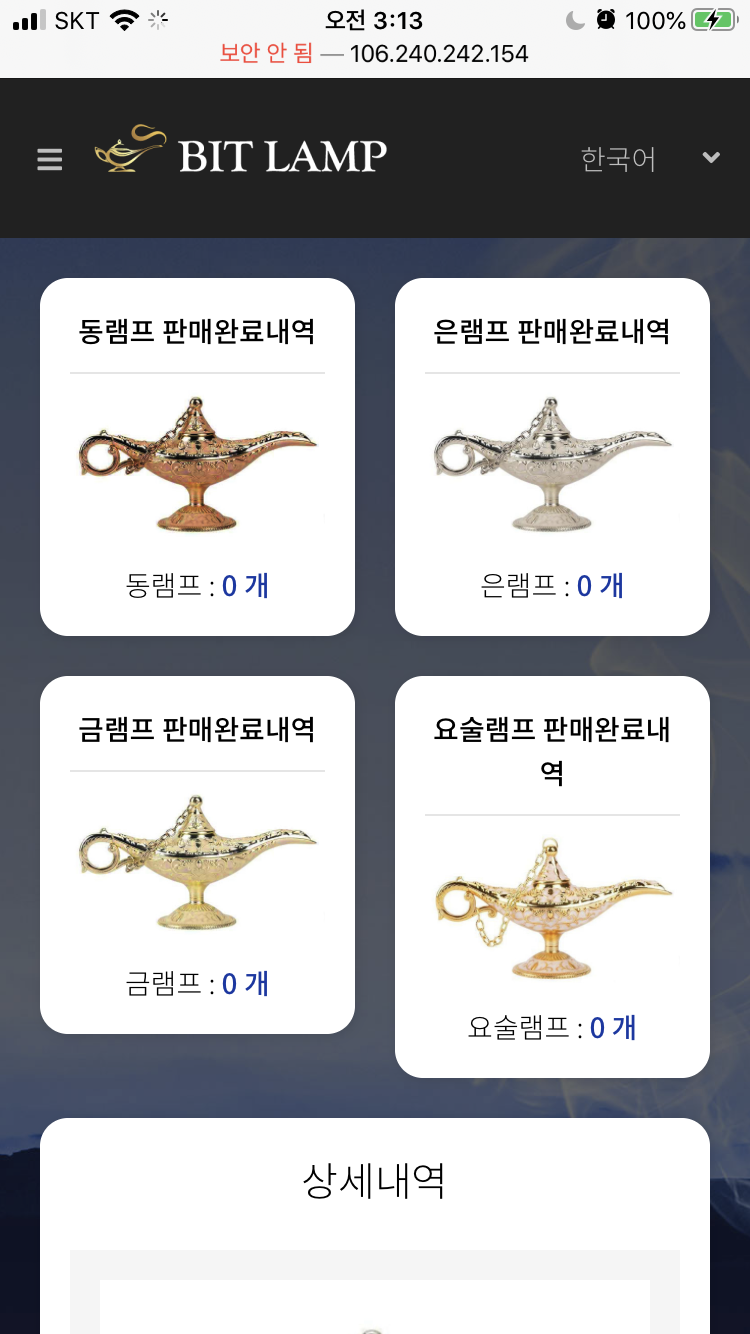 SKT 오전 3:13 100%
보안 안 됨 — 106.240.242.154
BIT LAMP 한국어
동램프 판매완료내역
동램프 : 0 개
은램프 판매완료내역
은램프 : 0 개
금램프 판매완료내역
금램프 : 0 개
요술램프 판매완료내
역
요술램프 : 0 개
상세내역